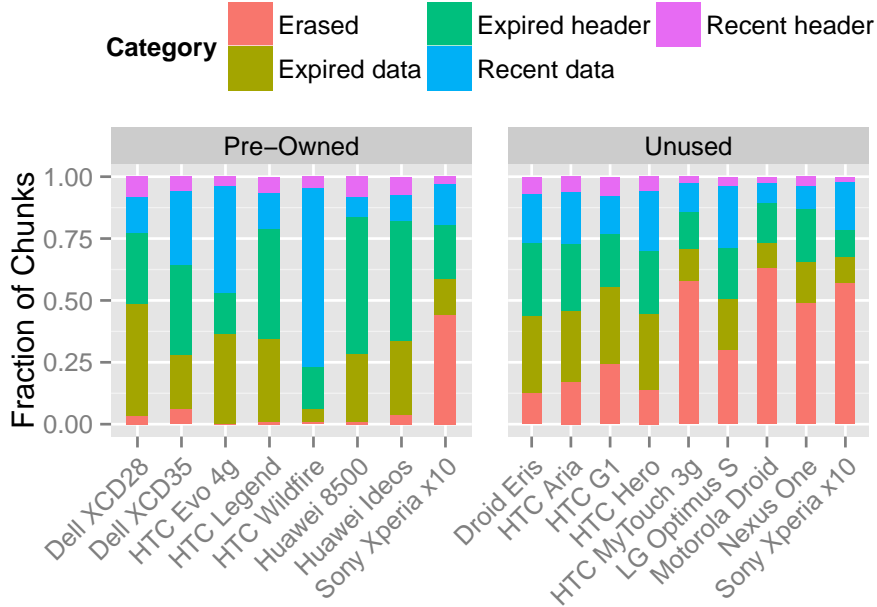 Category
Erased
Expired header
Recent header
Expired data
Recent data
Pre−Owned
Unused
Fraction of Chunks
1.00
0.75
0.50
0.25
0.00
Dell XCD28
Dell XCD35
HTC Evo 4g
HTC Legend
HTC Wildfire
Huawei 8500
Huawei Ideos
Sony Xperia x10
Droid Eris
HTC Aria
HTC G1
HTC Hero
HTC MyTouch 3g
LG Optimus S
Motorola Droid
Nexus One
Sony Xperia x10